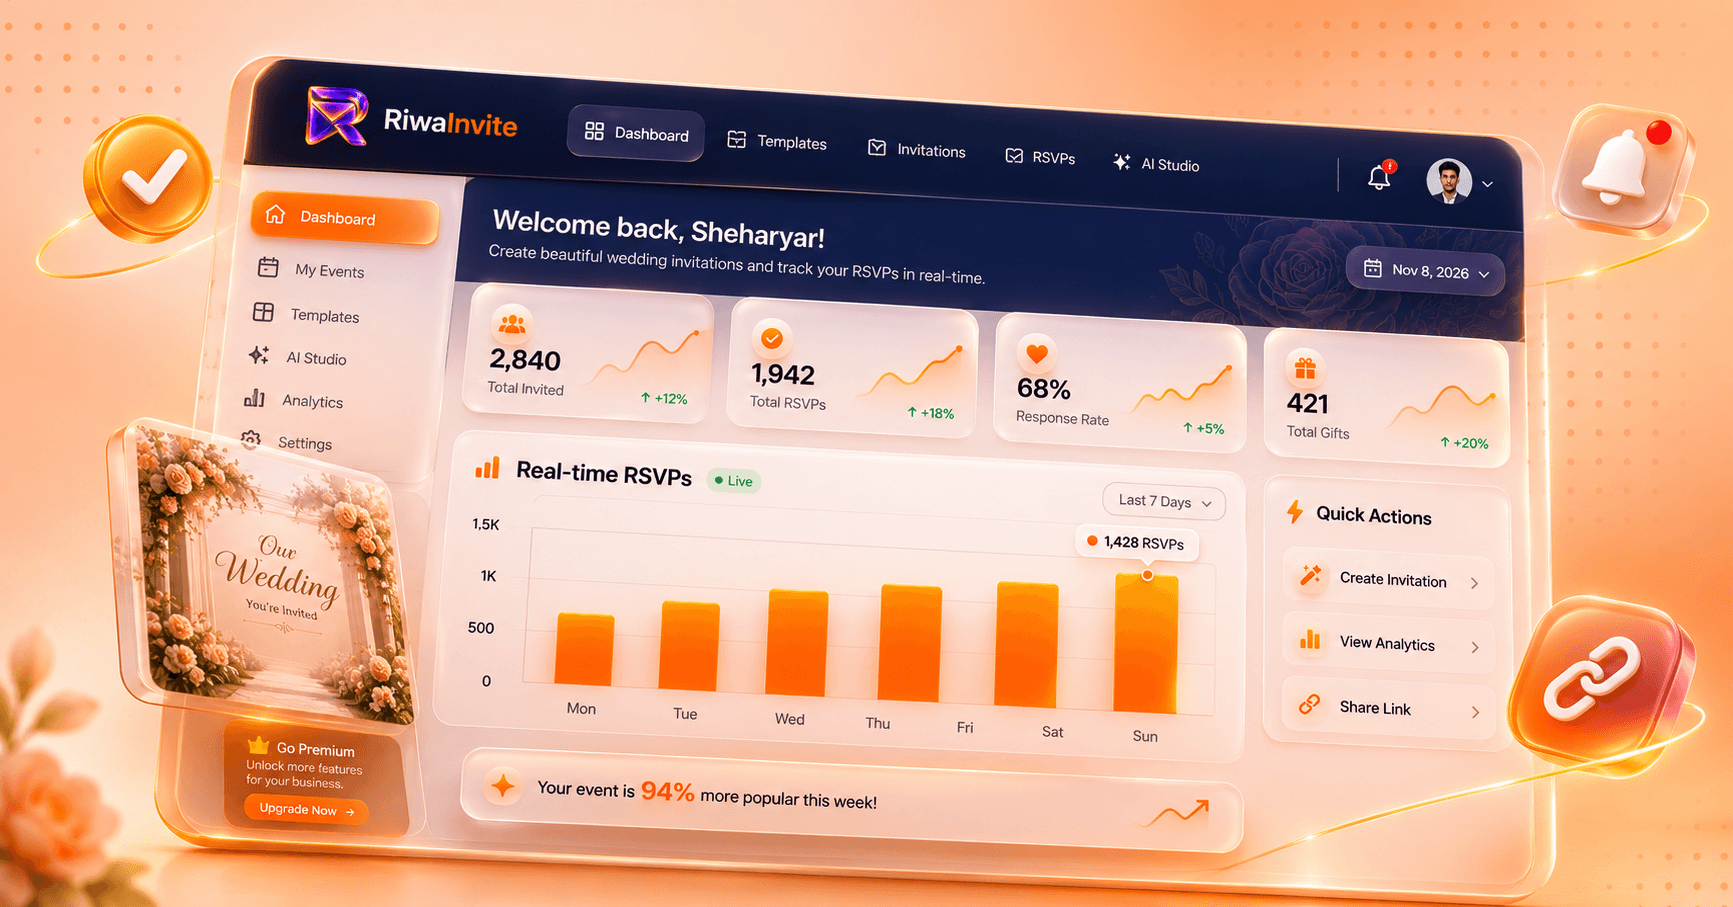 RiwaInvite
Dashboard
Templates
Invitations
RSVPs
AI Studio
Dashboard
My Events
Templates
AI Studio
Analytics
Settings
Welcome back, Sheharyar!
Create beautiful wedding invitations and track your RSVPs in real-time.
Nov 8, 2026
2,840
Total Invited
↑ +12%
1,942
Total RSVPs
↑ +18%
68%
Response Rate
↑ +5%
421
Total Gifts
↑ +20%
Real-time RSVPs
Live
Last 7 Days
1,428 RSVPs
1,5K
1K
500
0
Mon
Tue
Wed
Thu
Fri
Sat
Sun
Quick Actions
Create Invitation
View Analytics
Share Link
Our
Wedding
You're Invited
Go Premium
Unlock more features
for your business.
Upgrade Now →
Your event is 94% more popular this week!